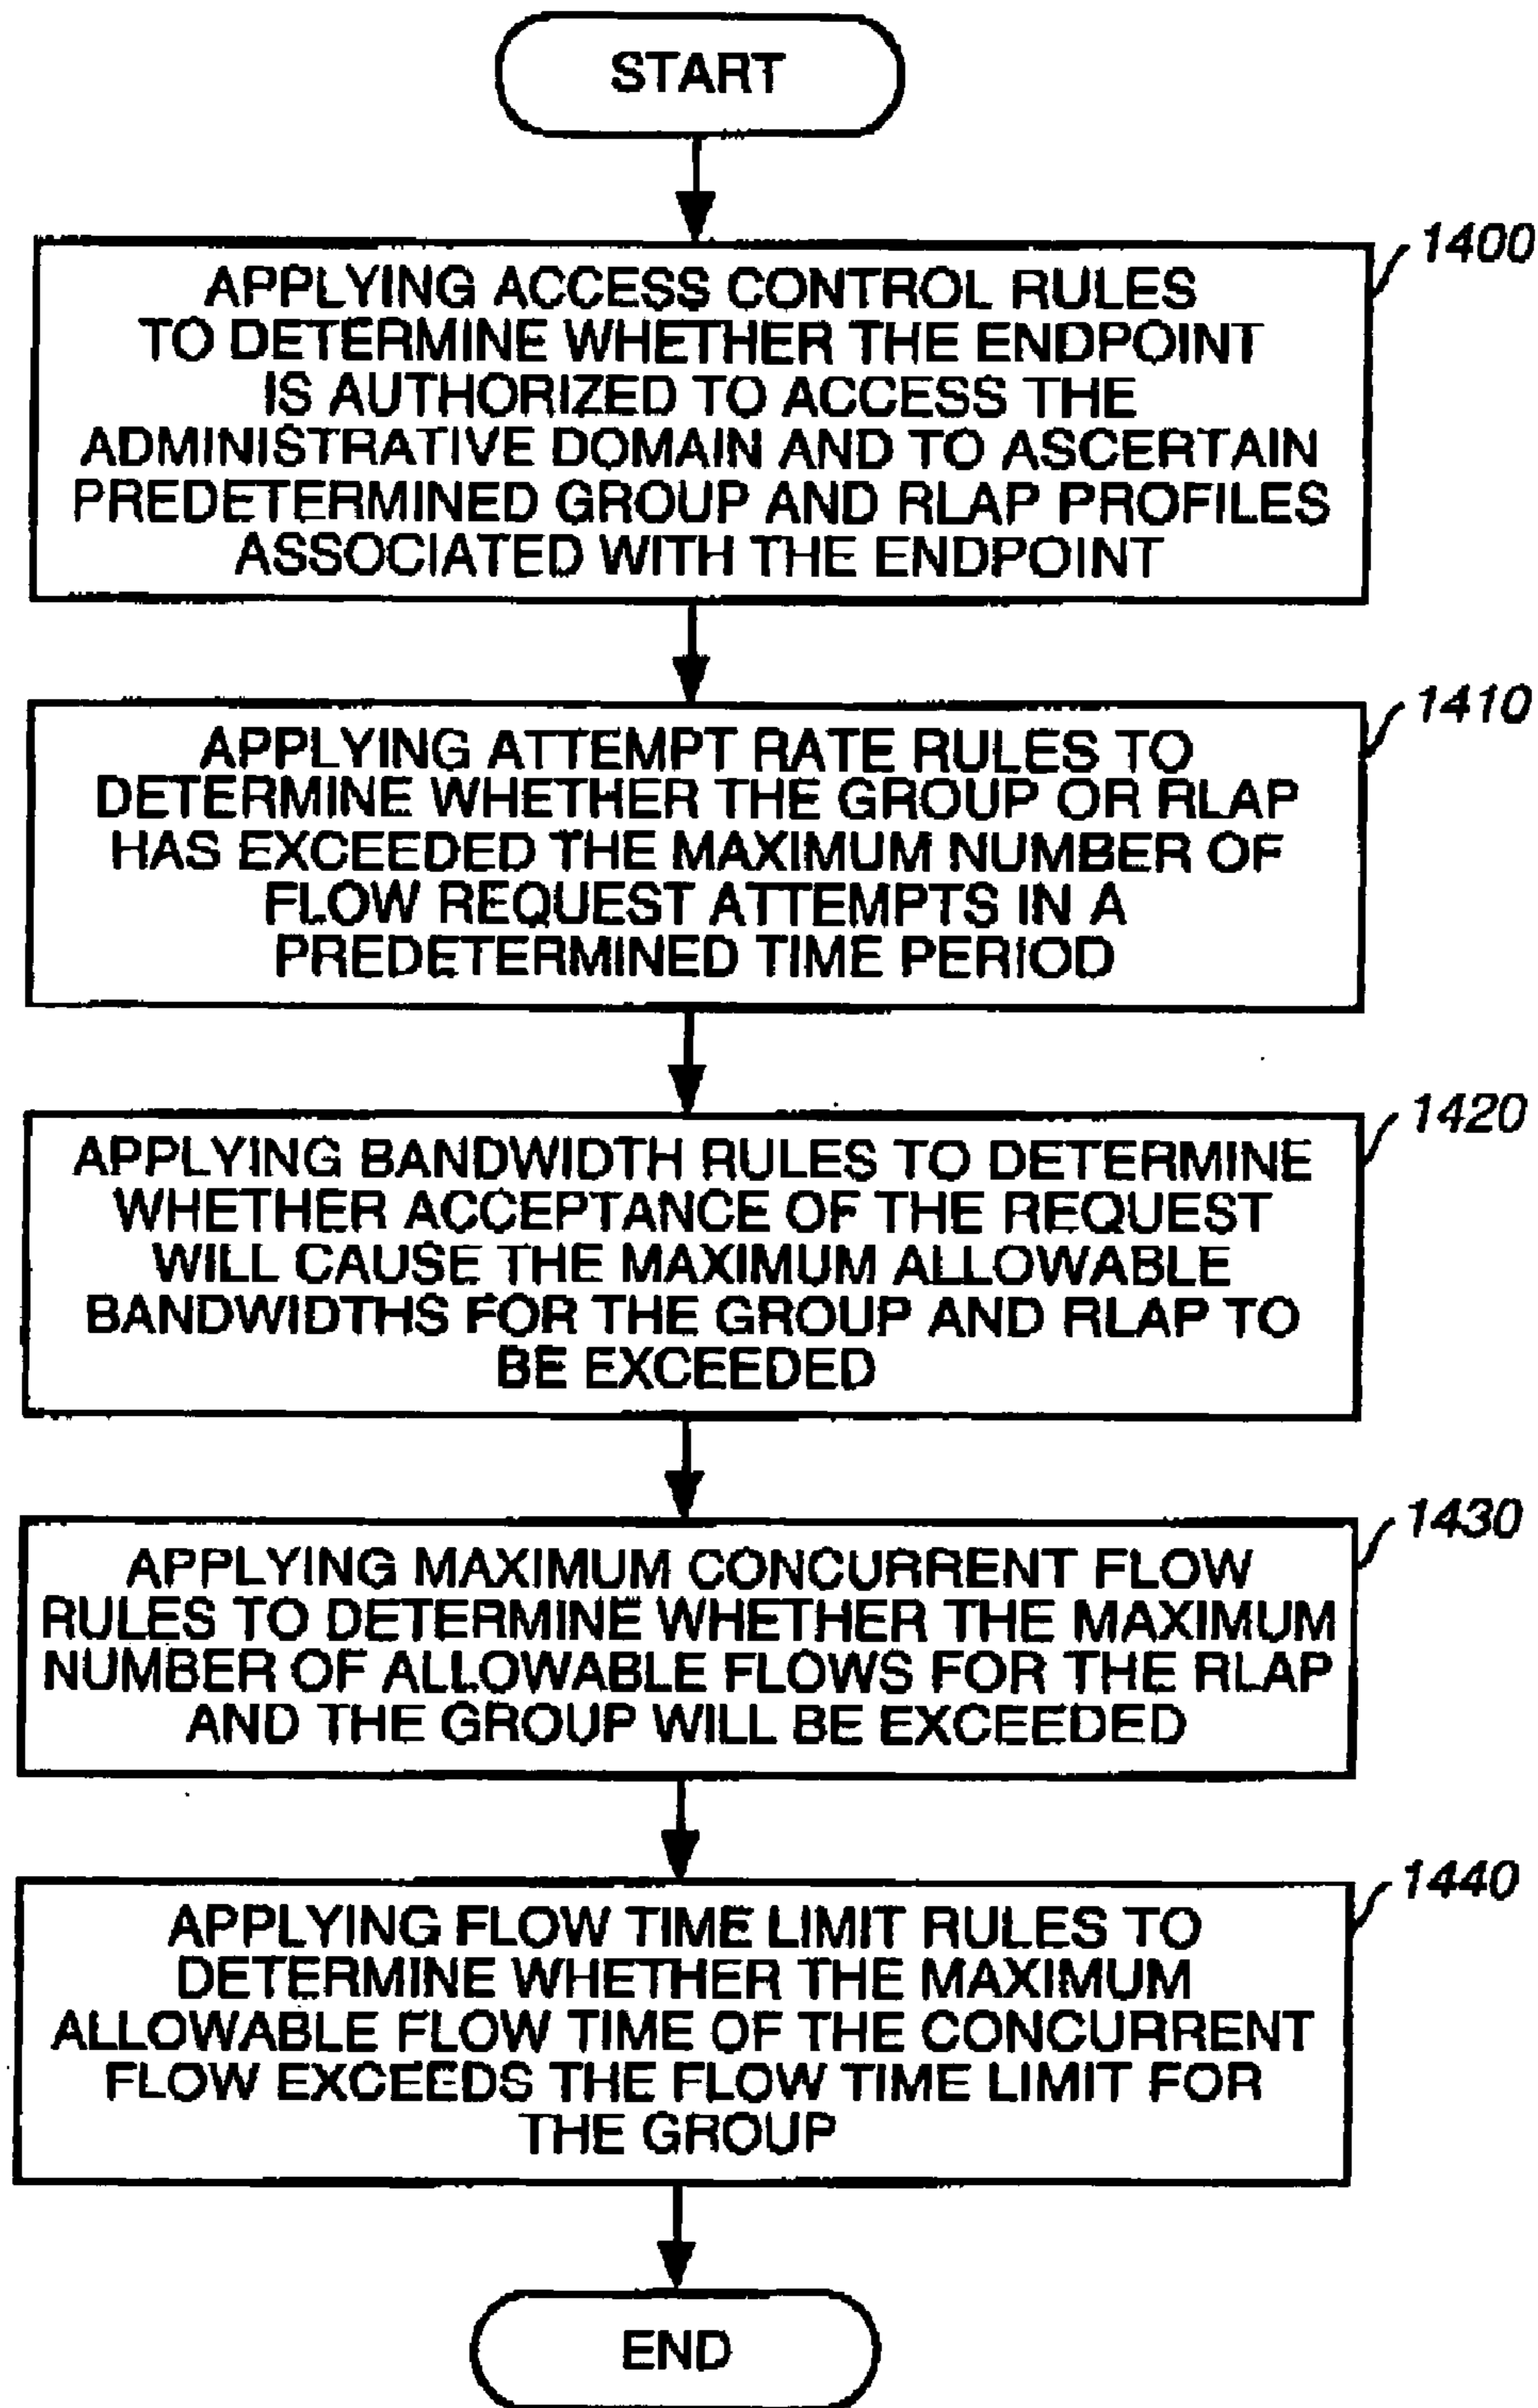 START
1400
APPLYING ACCESS CONTROL RULES
TO DETERMINE WHETHER THE ENDPOINT
IS AUTHORIZED TO ACCESS THE
ADMINISTRATIVE DOMAIN AND TO ASCERTAIN
PREDETERMINED GROUP AND RLAP PROFILES
ASSOCIATED WITH THE ENDPOINT
1410
APPLYING ATTEMPT RATE RULES TO
DETERMINE WHETHER THE GROUP OR RLAP
HAS EXCEEDED THE MAXIMUM NUMBER OF
FLOW REQUEST ATTEMPTS IN A
PREDETERMINED TIME PERIOD
1420
APPLYING BANDWIDTH RULES TO DETERMINE
WHETHER ACCEPTANCE OF THE REQUEST
WILL CAUSE THE MAXIMUM ALLOWABLE
BANDWIDTHS FOR THE GROUP AND RLAP TO
BE EXCEEDED
1430
APPLYING MAXIMUM CONCURRENT FLOW
RULES TO DETERMINE WHETHER THE MAXIMUM
NUMBER OF ALLOWABLE FLOWS FOR THE RLAP
AND THE GROUP WILL BE EXCEEDED
1440
APPLYING FLOW TIME LIMIT RULES TO
DETERMINE WHETHER THE MAXIMUM
ALLOWABLE FLOW TIME OF THE CONCURRENT
FLOW EXCEEDS THE FLOW TIME LIMIT FOR
THE GROUP
END